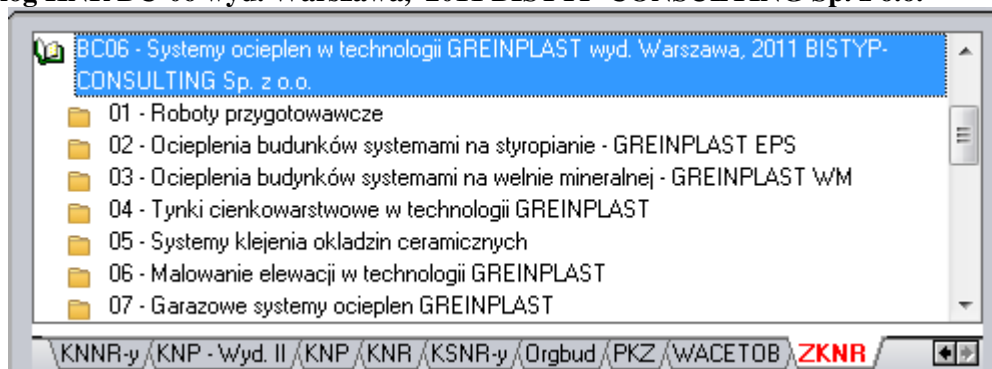 BC06 - Systemy ocieplen w technologii GREINPLAST wyd. Warszawa, 2011 BISTYP-
CONSULTING Sp. z o.o.
01 - Roboty przygotowawcze
02 - Ocieplenia budunków systemami na styropianie - GREINPLAST EPS
03 - Ocieplenia budynków systemami na welnie mineralnej - GREINPLAST WM
04 - Tynki cienkowarstwowe w technologii GREINPLAST
05 - Systemy klejenia okladzin ceramicznych
06 - Malowanie elewacji w technologii GREINPLAST
07 - Garazowe systemy ocieplen GREINPLAST
KNNR-y KNP - Wyd. II KNP KNR KSNR-y Orgbud PKZ WACETOB ZKNR